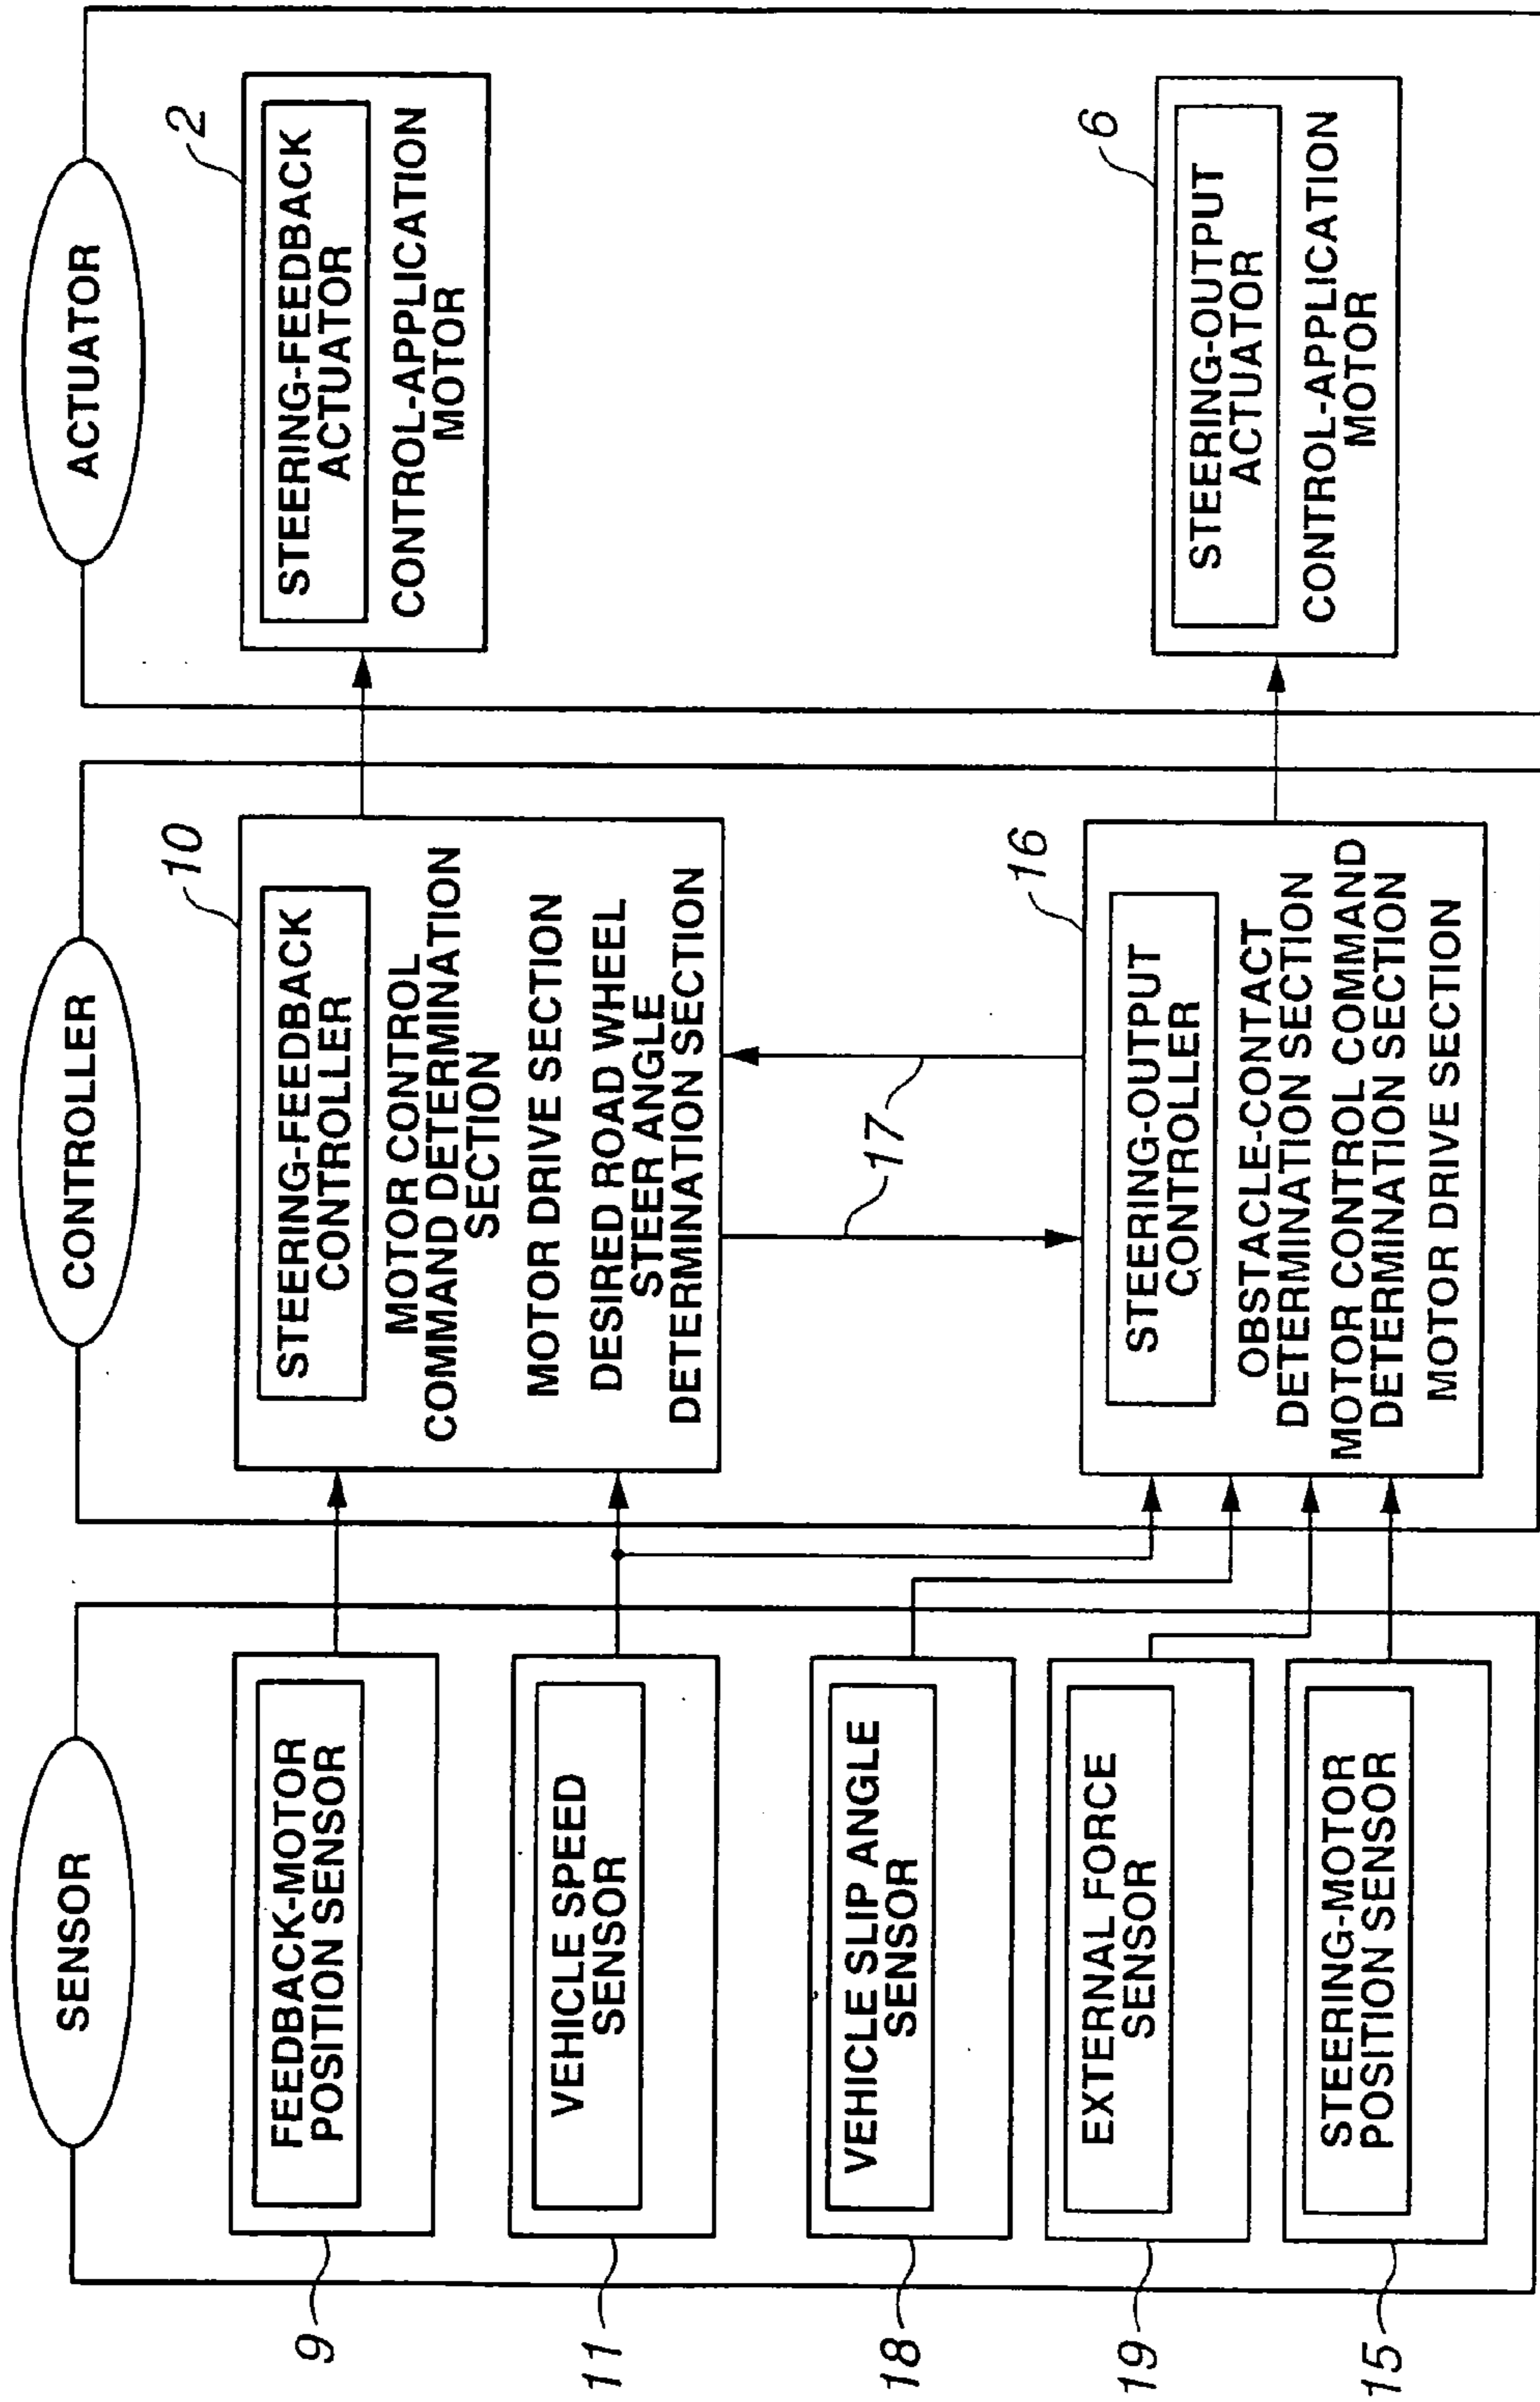 SENSOR
9
FEEDBACK-MOTOR
POSITION SENSOR
11
VEHICLE SPEED
SENSOR
18
VEHICLE SLIP ANGLE
SENSOR
19
EXTERNAL FORCE
SENSOR
15
STEERING-MOTOR
POSITION SENSOR
CONTROLLER
10
STEERING-FEEDBACK
CONTROLLER
MOTOR CONTROL
COMMAND DETERMINATION
SECTION
MOTOR DRIVE SECTION
DESIRED ROAD WHEEL
STEER ANGLE
DETERMINATION SECTION
17
16
STEERING-OUTPUT
CONTROLLER
OBSTACLE-CONTACT
DETERMINATION SECTION
MOTOR CONTROL COMMAND
DETERMINATION SECTION
MOTOR DRIVE SECTION
ACTUATOR
2
STEERING-FEEDBACK
ACTUATOR
CONTROL-APPLICATION
MOTOR
6
STEERING-OUTPUT
ACTUATOR
CONTROL-APPLICATION
MOTOR